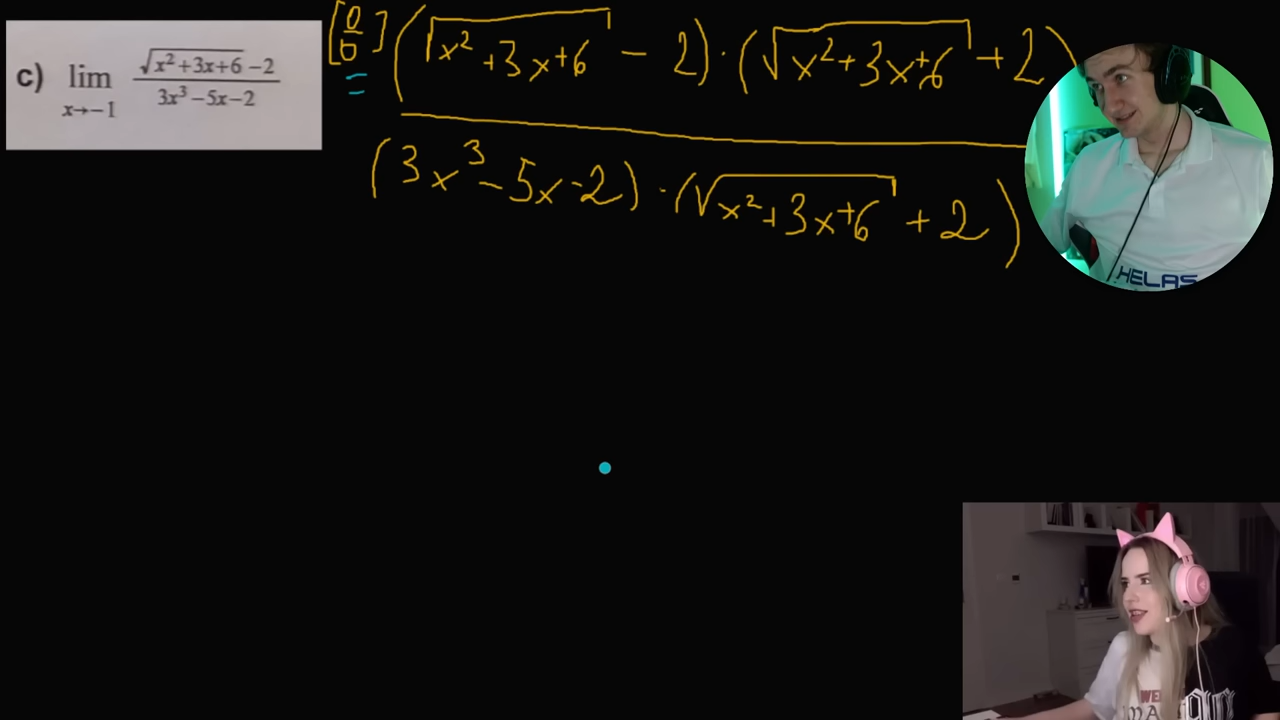 c) lim x→−1 √x²+3x+6 −2 / 3x³−5x−2
[0/0] (√x²+3x+6 − 2)·(√x²+3x+6 +2)
=
(3x³−5x−2)·(√x²+3x+6 +2)
HELAS